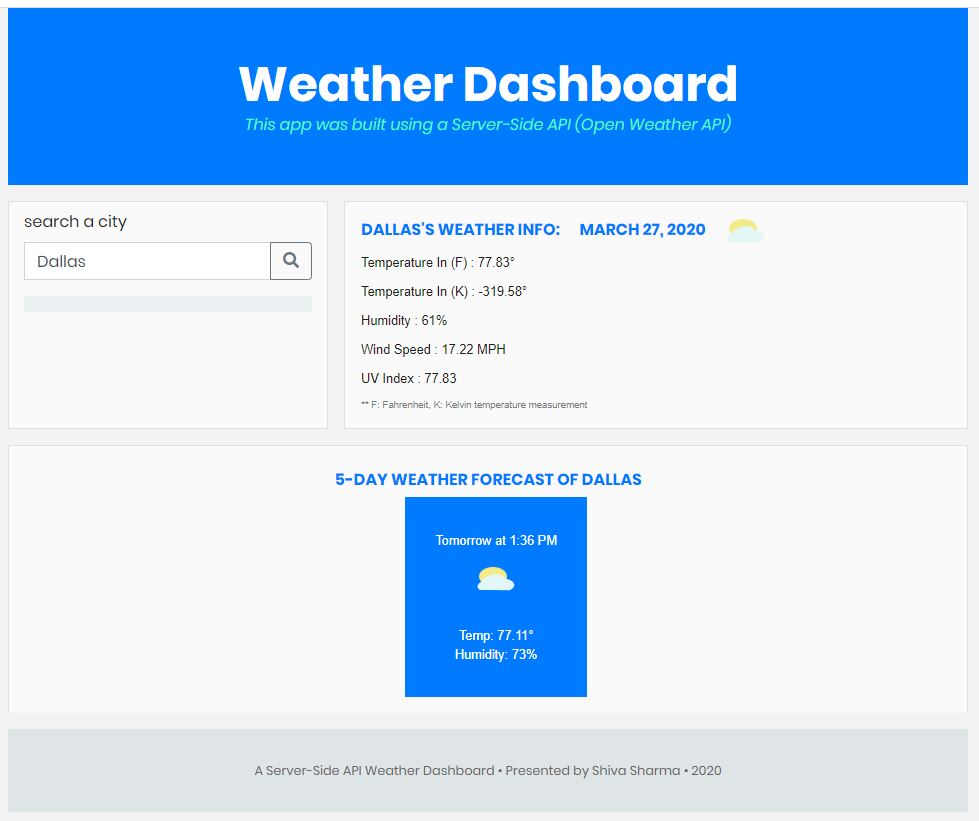 Weather Dashboard
This app was built using a Server-Side API (Open Weather API)
search a city
Dallas
DALLAS'S WEATHER INFO: MARCH 27, 2020
Temperature In (F) : 77.83°
Temperature In (K) : -319.58°
Humidity : 61%
Wind Speed : 17.22 MPH
UV Index : 77.83
** F: Fahrenheit, K: Kelvin temperature measurement
5-DAY WEATHER FORECAST OF DALLAS
Tomorrow at 1:36 PM
Temp: 77.11°
Humidity: 73%
A Server-Side API Weather Dashboard • Presented by Shiva Sharma • 2020